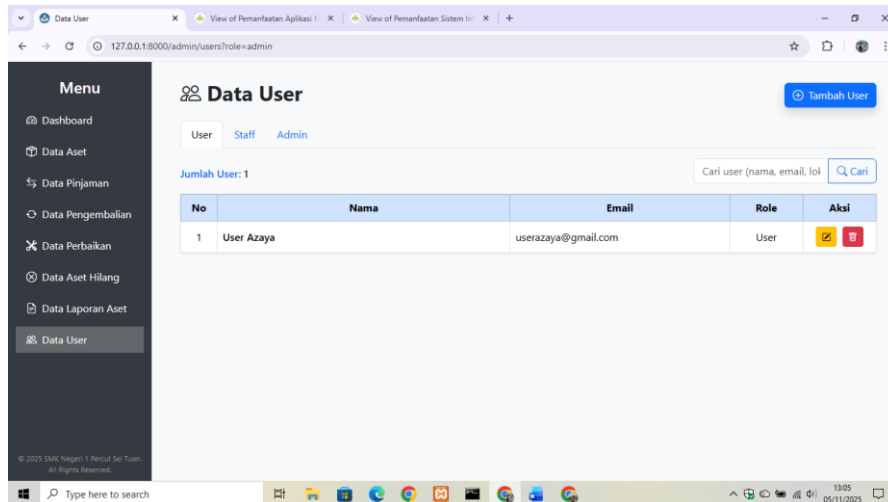 Data User
View of Pemanfaatan Aplikasi
View of Pemanfaatan Sistem In
127.0.0.1:8000/admin/users?role=admin
Menu
Dashboard
Data Aset
Data Pinjaman
Data Pengembalian
Data Perbaikan
Data Aset Hilang
Data Laporan Aset
Data User
© 2025 SMK Negeri 1 Percut Sei Tuan.
All Rights Reserved.
Data User
Tambah User
User Staff Admin
Jumlah User: 1
Cari user (nama, email, lok
Cari
No Nama Email Role Aksi
1 User Azaya userazaya@gmail.com User
Type here to search
13:05
05/11/2025